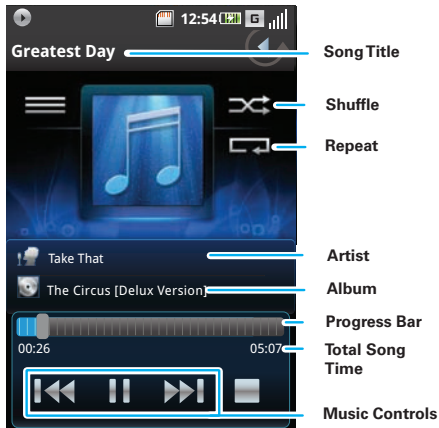 12:54 G
Greatest Day
Song Title
Shuffle
Repeat
Take That
Artist
The Circus [Delux Version]
Album
Progress Bar
00:26
05:07
Total Song
Time
Music Controls